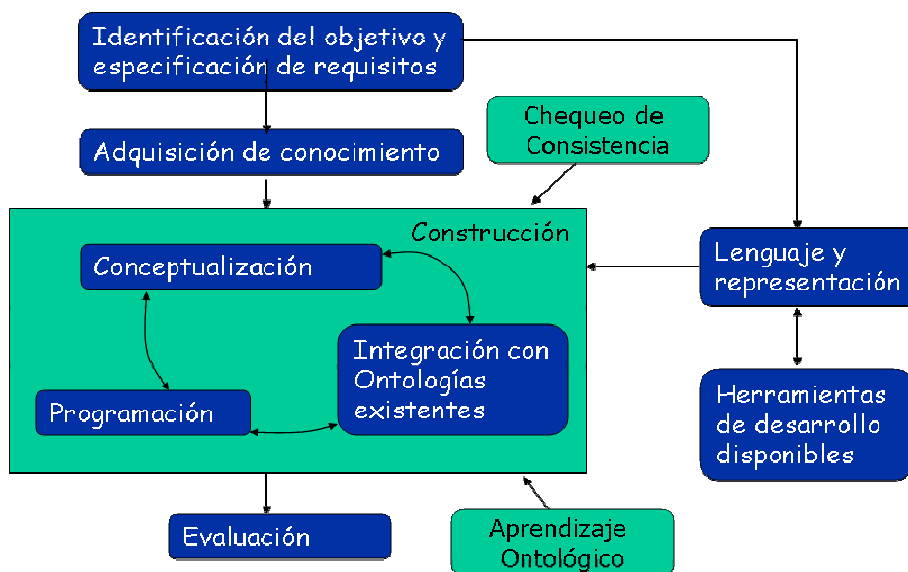 Identificación del objetivo y
especificación de requisitos
Chequeo de
Consistencia
Adquisición de conocimiento
Construcción
Conceptualización
Lenguaje y
representación
Integración con
Ontologías
existentes
Programación
Herramientas
de desarrollo
disponibles
Evaluación
Aprendizaje
Ontológico